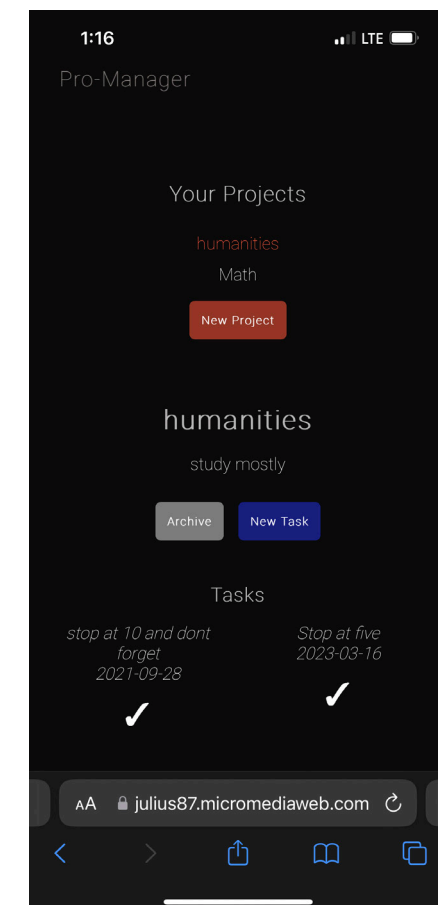 1:16 LTE
Pro-Manager
Your Projects
humanities
Math
New Project
humanities
study mostly
Archive New Task
Tasks
stop at 10 and dont
forget
2021-09-28
Stop at five
2023-03-16
AA julius87.micromediaweb.com